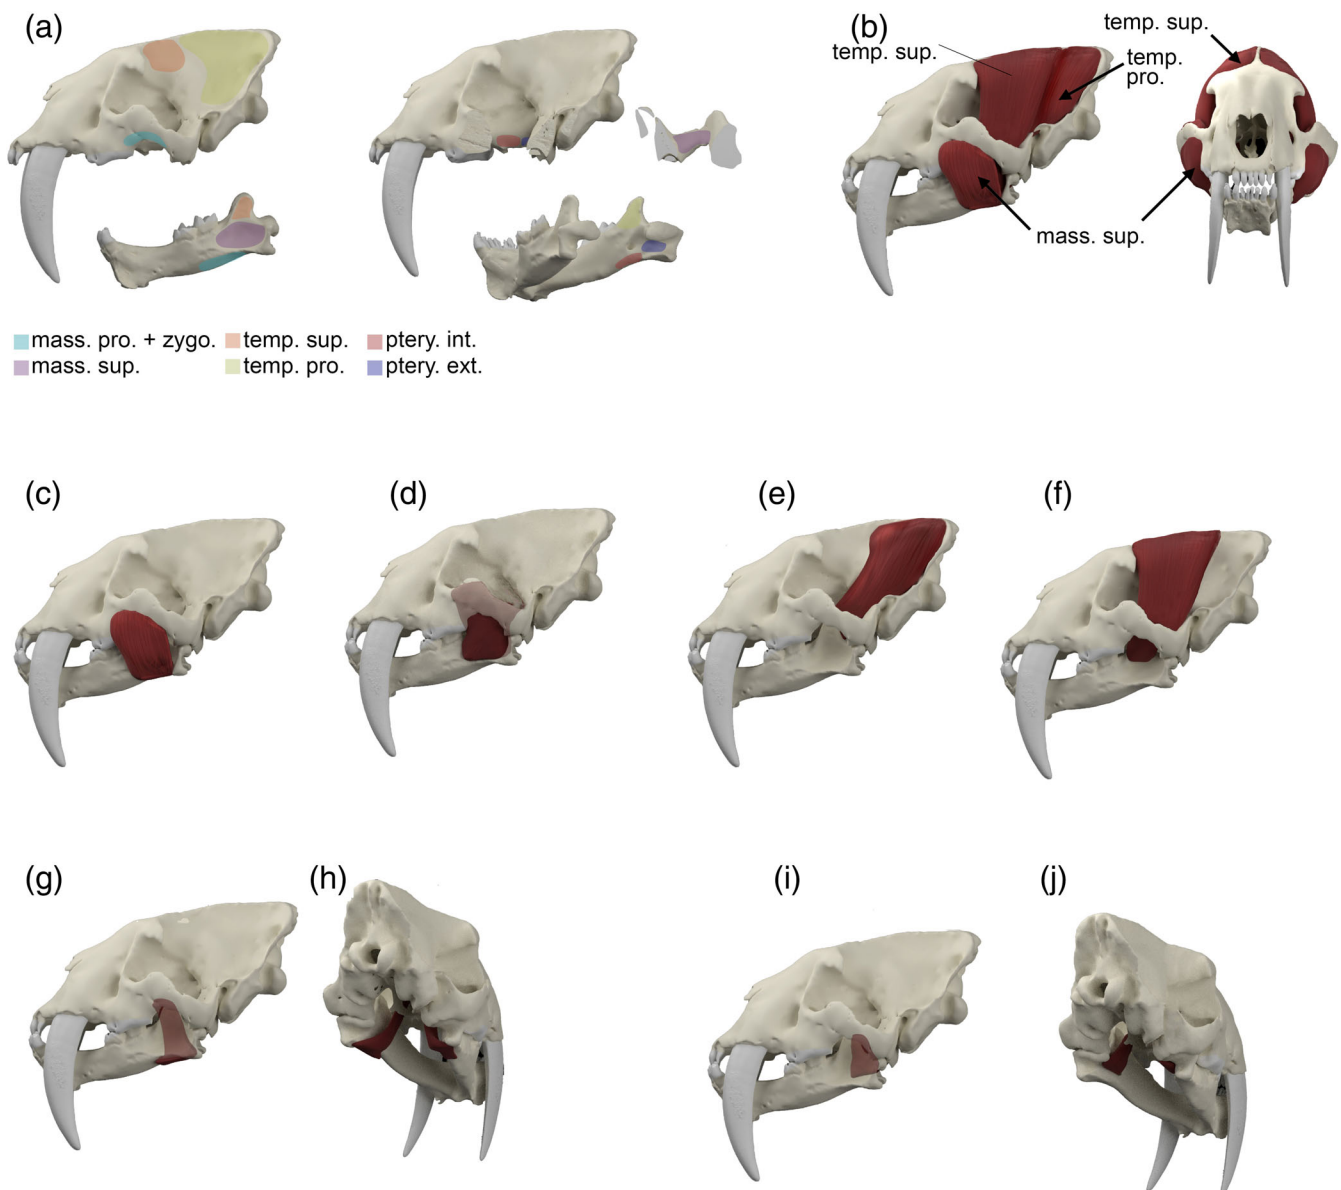 (a)
(b)
temp. sup.
temp. sup.
temp.
pro.
mass. sup.
mass. pro. + zygo.
temp. sup.
ptery. int.
mass. sup.
temp. pro.
ptery. ext.
(c)
(d)
(e)
(f)
(g)
(h)
(i)
(j)